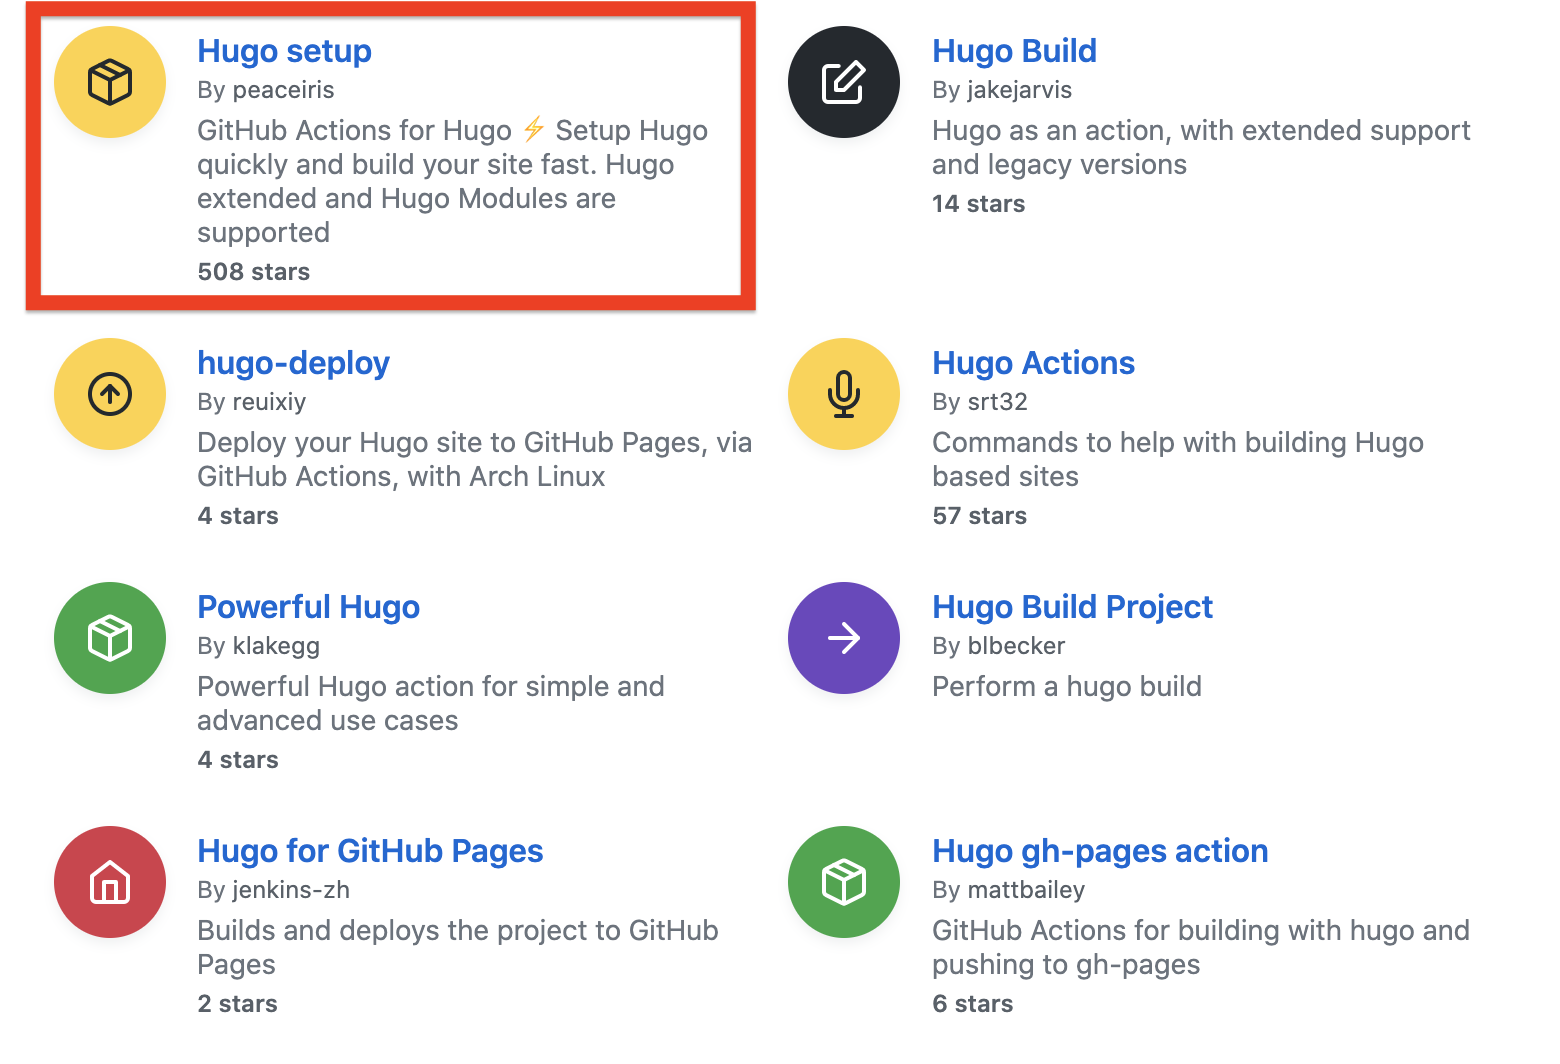 Hugo setup
By peaceiris
GitHub Actions for Hugo ⚡ Setup Hugo
quickly and build your site fast. Hugo
extended and Hugo Modules are
supported
508 stars
Hugo Build
By jakejarvis
Hugo as an action, with extended support
and legacy versions
14 stars
hugo-deploy
By reuixiy
Deploy your Hugo site to GitHub Pages, via
GitHub Actions, with Arch Linux
4 stars
Hugo Actions
By srt32
Commands to help with building Hugo
based sites
57 stars
Powerful Hugo
By klakegg
Powerful Hugo action for simple and
advanced use cases
4 stars
Hugo Build Project
By blbecker
Perform a hugo build
Hugo for GitHub Pages
By jenkins-zh
Builds and deploys the project to GitHub
Pages
2 stars
Hugo gh-pages action
By mattbailey
GitHub Actions for building with hugo and
pushing to gh-pages
6 stars